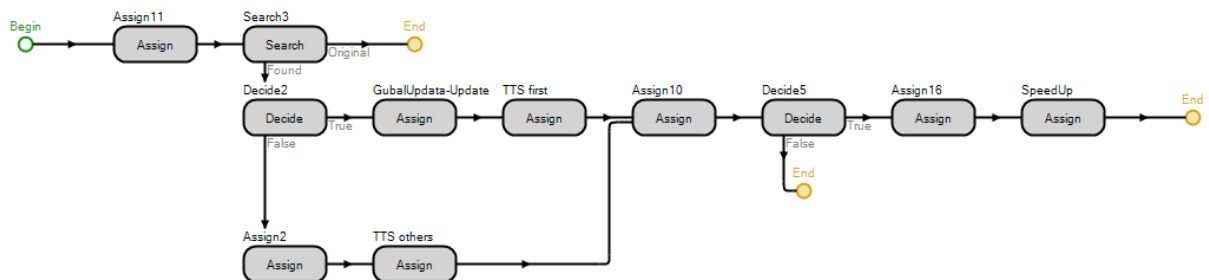 Begin
Assign11
Assign
Search3
Search
Original
End
Found
Decide2
Decide
True
False
GubalUpdata-Update
Assign
TTS first
Assign
Assign10
Assign
Decide5
Decide
True
False
End
Assign16
Assign
SpeedUp
Assign
End
Assign2
Assign
TTS others
Assign